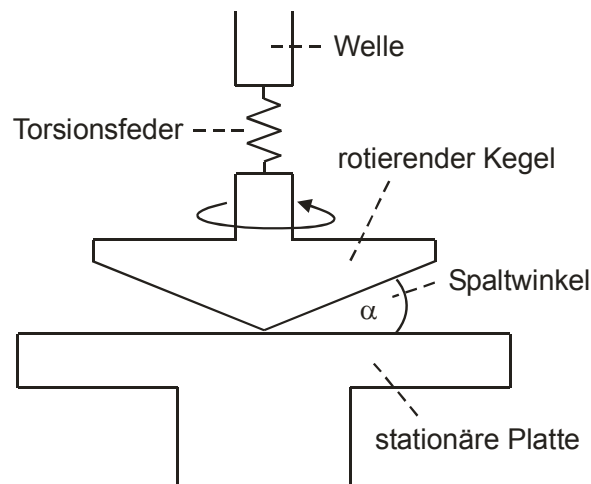 Welle
Torsionsfeder
rotierender Kegel
Spaltwinkel
α
stationäre Platte